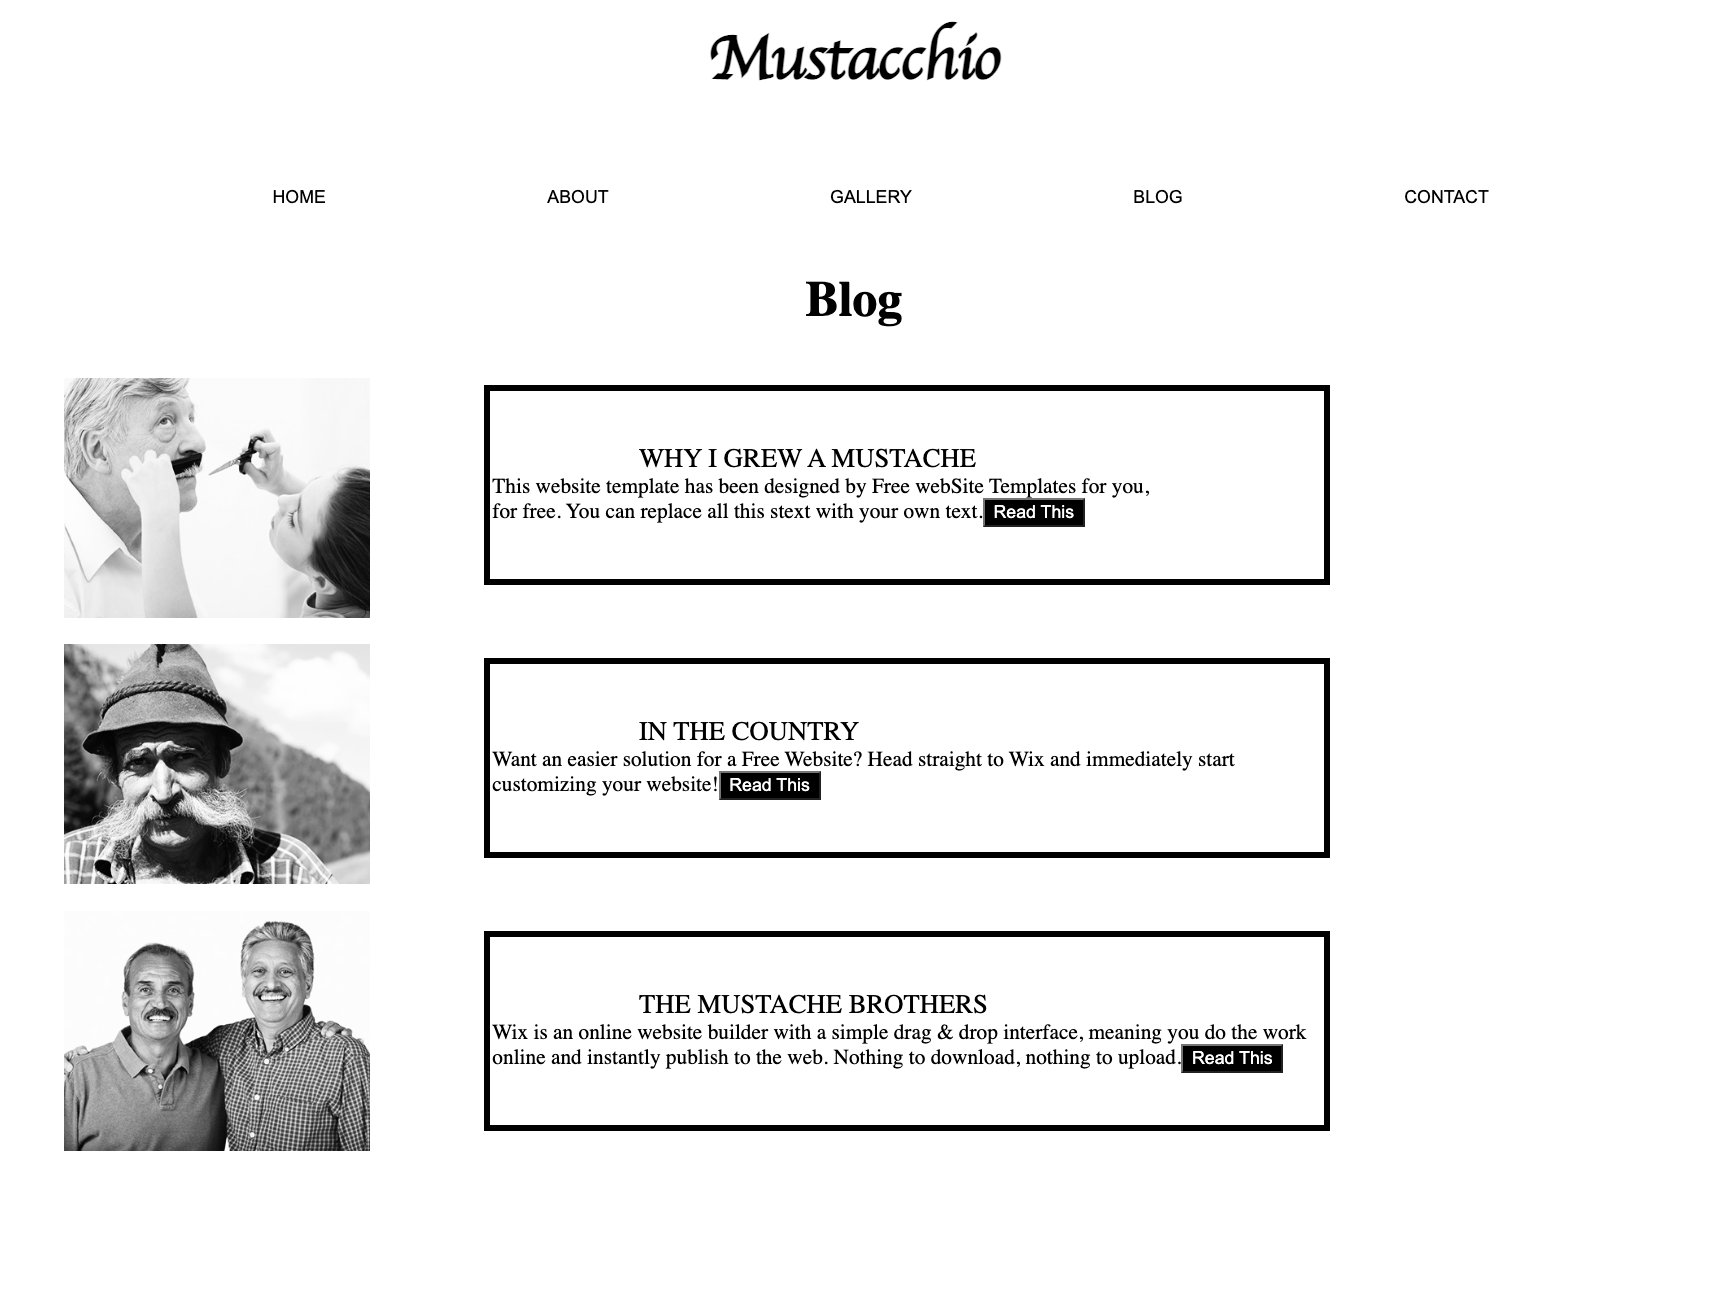 Mustacchio
HOME ABOUT GALLERY BLOG CONTACT
Blog
WHY I GREW A MUSTACHE
This website template has been designed by Free webSite Templates for you,
for free. You can replace all this stext with your own text. Read This
IN THE COUNTRY
Want an easier solution for a Free Website? Head straight to Wix and immediately start
customizing your website! Read This
THE MUSTACHE BROTHERS
Wix is an online website builder with a simple drag & drop interface, meaning you do the work
online and instantly publish to the web. Nothing to download, nothing to upload. Read This